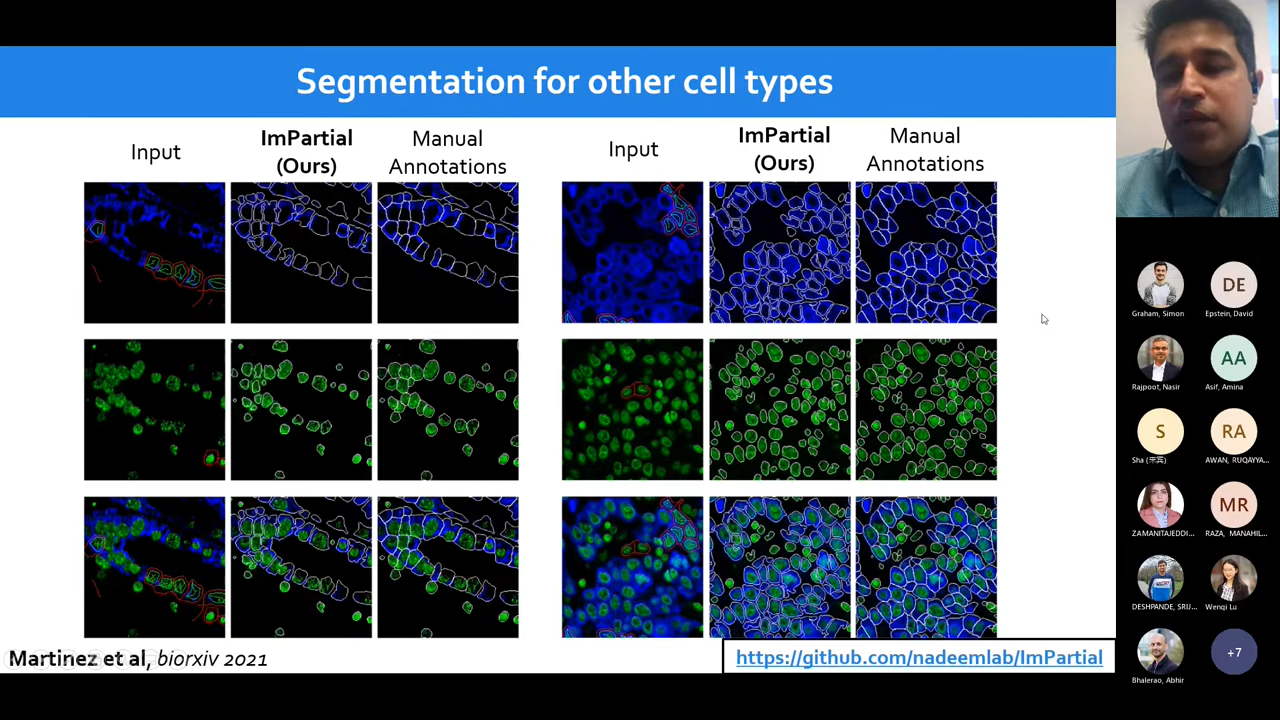 Segmentation for other cell types
Input
ImPartial
(Ours)
Manual
Annotations
Input
ImPartial
(Ours)
Manual
Annotations
Martinez et al, biorxiv 2021
https://github.com/nadeemlab/ImPartial
Graham, Simon
DE
Epstein, David
Rajpoot, Nasir
AA
Asif, Amina
S
Sha
RA
AWAN, RUQAYYA...
ZAMANITAJEDDI...
MR
RAZA, MANAHIL...
DESHPANDE, SRIJ...
Wenqi Lu
Bhalerao, Abhir
+7